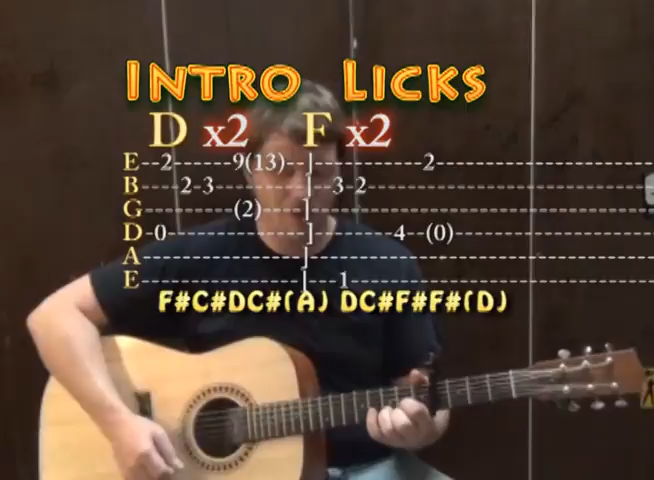 Intro Licks
D x2 F x2
E--2------9(13)--]-------------2----------------------
B----2-3---------]--3-2-------------------------------
G---------(2)----]------------------------------------
D-0--------------]---------4--(0)---------------------
A----------------]------------------------------------
E----------------[---1--------------------------------
F#C#DC#(A) DC#F#F#(D)